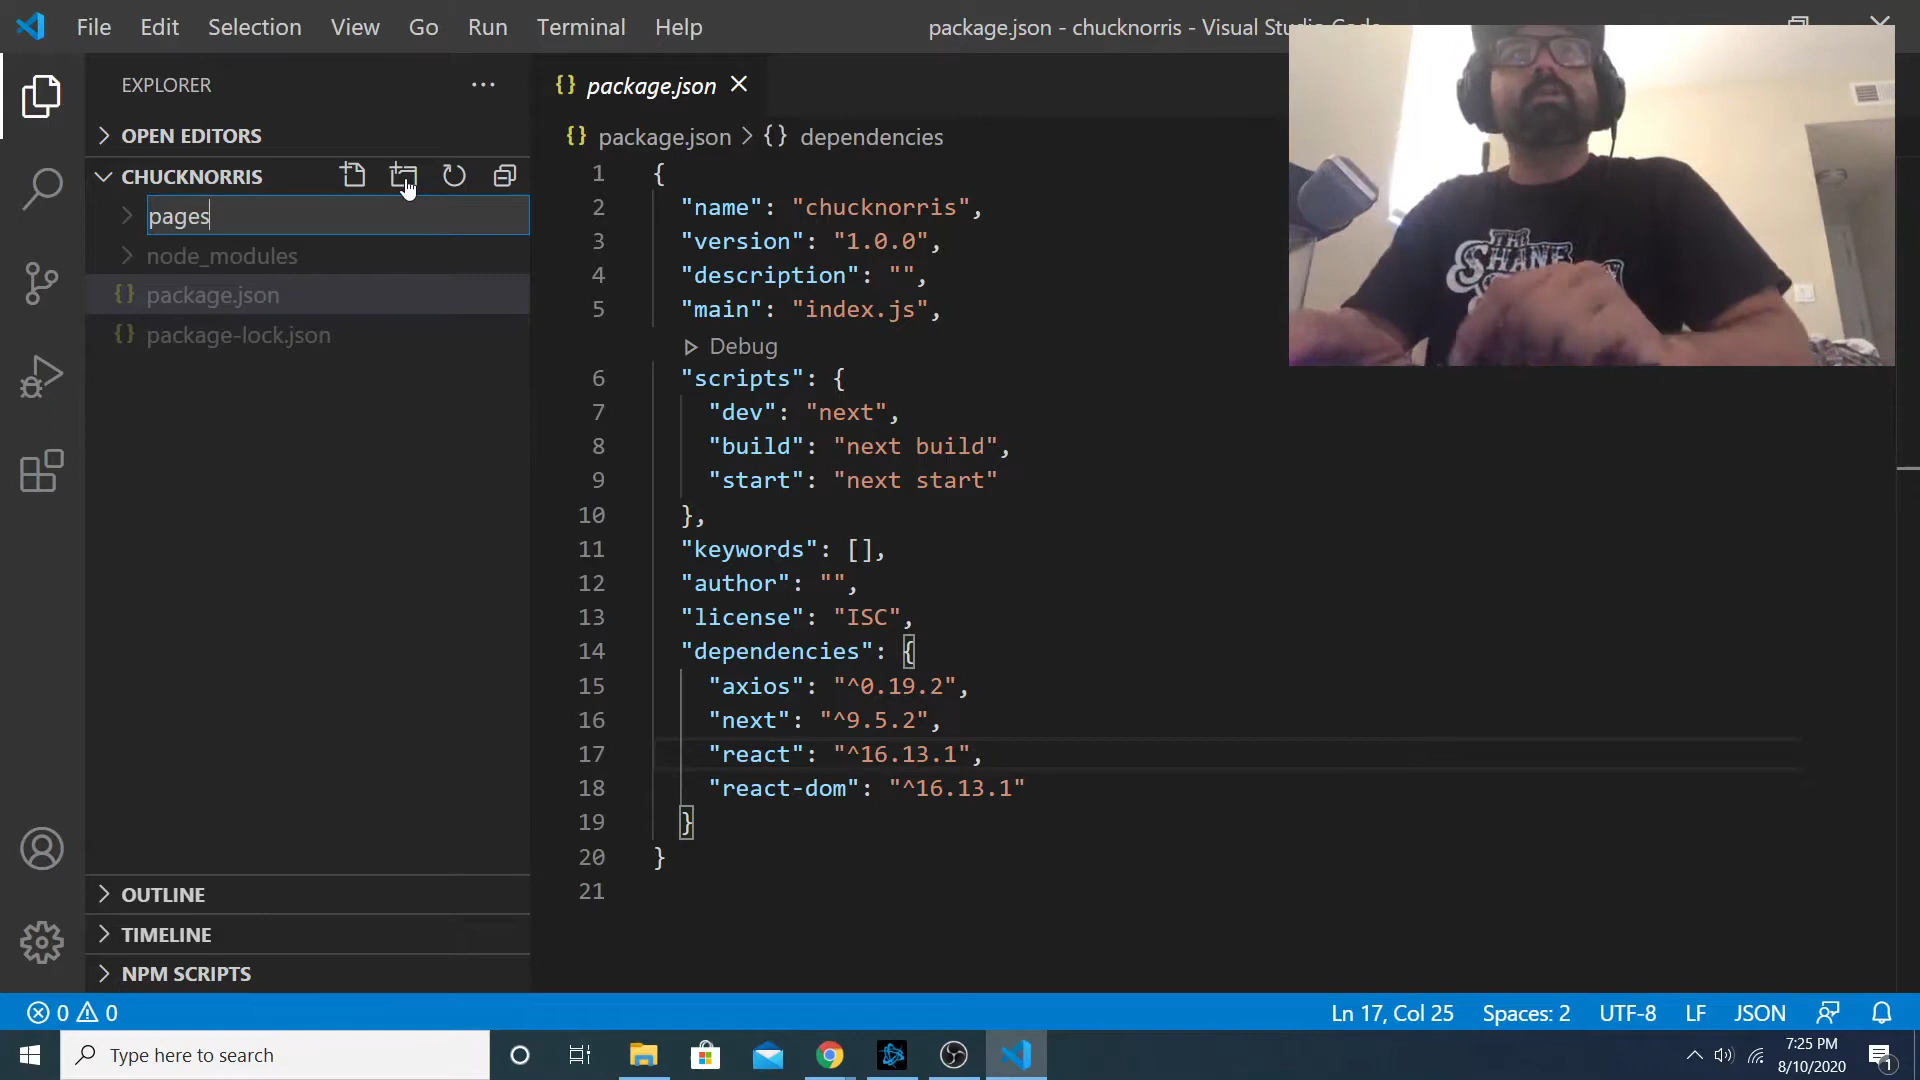 File Edit Selection View Go Run Terminal Help package.json - chucknorris - Visual Studio Code
EXPLORER
OPEN EDITORS
CHUCKNORRIS
pages
node_modules
package.json
package-lock.json
OUTLINE
TIMELINE
NPM SCRIPTS
{} package.json
{} package.json > {} dependencies
1 {
2 "name": "chucknorris",
3 "version": "1.0.0",
4 "description": "",
5 "main": "index.js",
Debug
6 "scripts": {
7 "dev": "next",
8 "build": "next build",
9 "start": "next start"
10 },
11 "keywords": [],
12 "author": "",
13 "license": "ISC",
14 "dependencies": {
15 "axios": "^0.19.2",
16 "next": "^9.5.2",
17 "react": "^16.13.1",
18 "react-dom": "^16.13.1"
19 }
20 }
21
THE
SHANE
0 0 Ln 17, Col 25 Spaces: 2 UTF-8 LF JSON
Type here to search
7:25 PM
8/10/2020
1